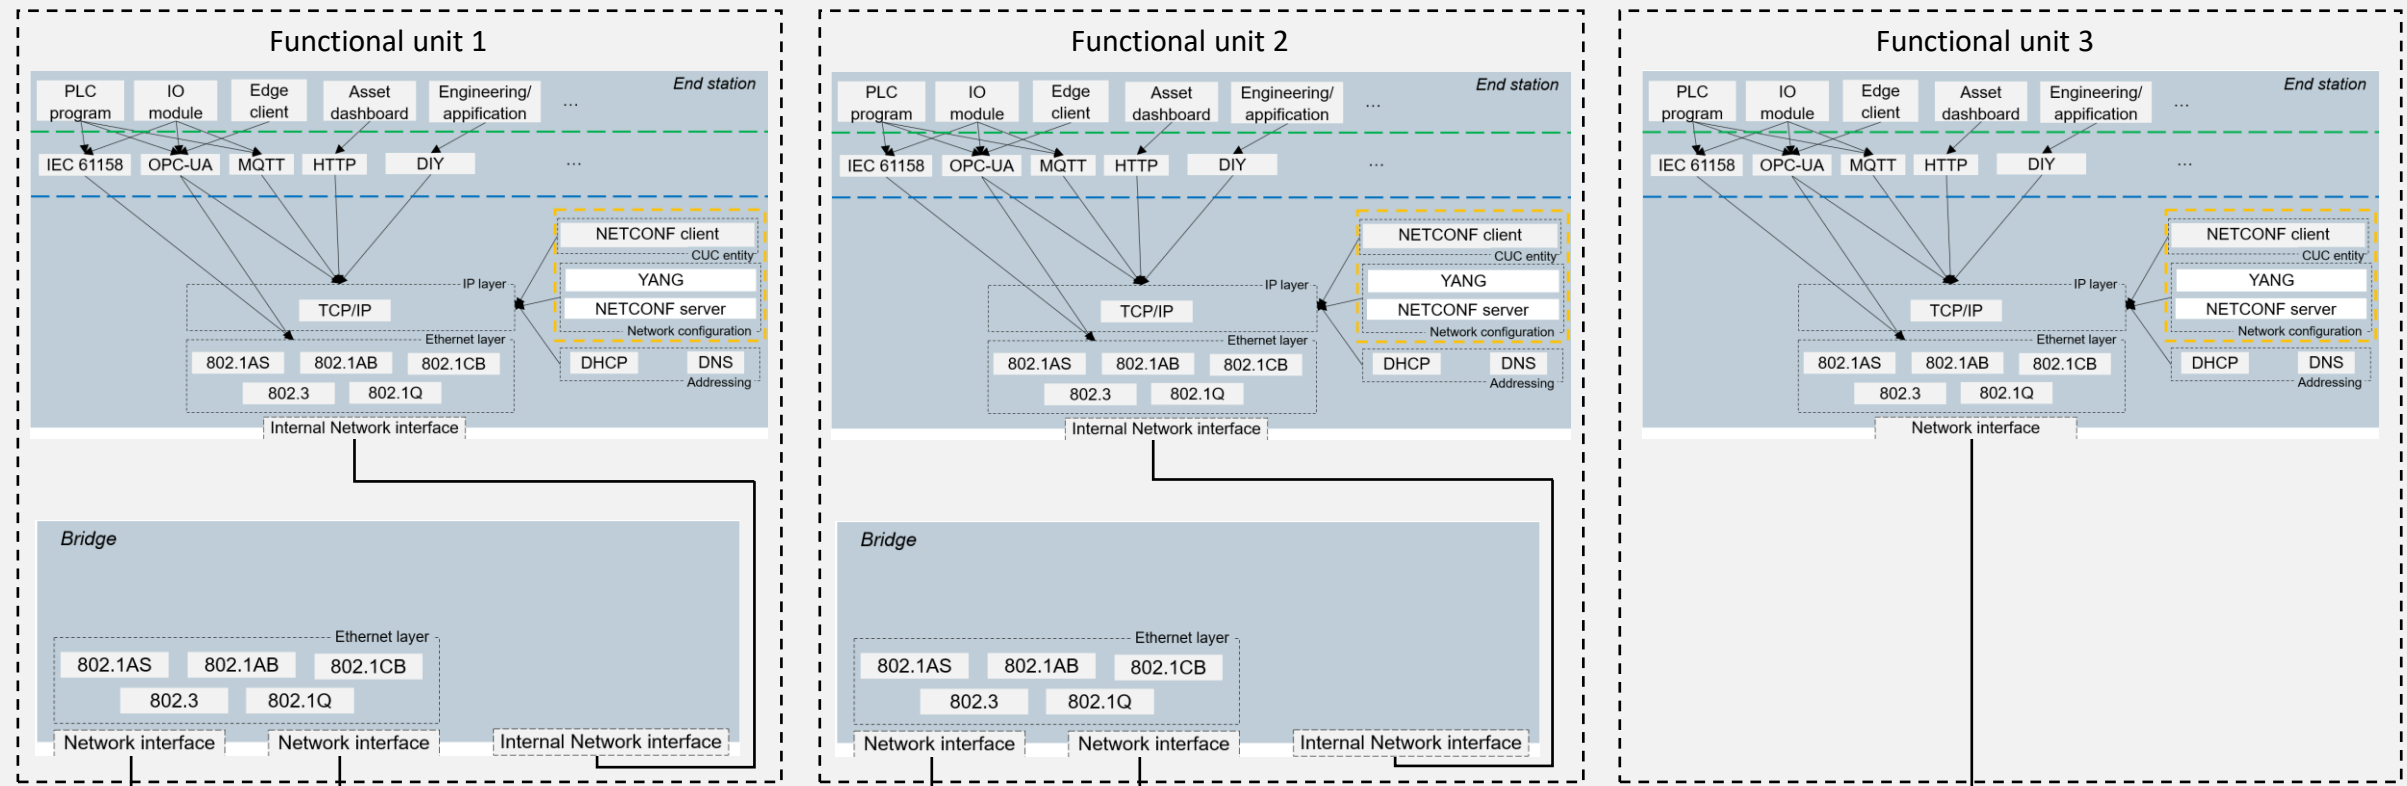 Functional unit 1
End station
PLC program
IO module
Edge client
Asset dashboard
Engineering/ appification
...
IEC 61158
OPC-UA
MQTT
HTTP
DIY
...
NETCONF client
CUC entity
YANG
NETCONF server
Network configuration
IP layer
TCP/IP
Ethernet layer
802.1AS
802.1AB
802.1CB
802.3
802.1Q
DHCP
DNS
Addressing
Internal Network interface
Bridge
Ethernet layer
802.1AS
802.1AB
802.1CB
802.3
802.1Q
Network interface
Network interface
Internal Network interface
Functional unit 2
End station
PLC program
IO module
Edge client
Asset dashboard
Engineering/ appification
...
IEC 61158
OPC-UA
MQTT
HTTP
DIY
...
NETCONF client
CUC entity
YANG
NETCONF server
Network configuration
IP layer
TCP/IP
Ethernet layer
802.1AS
802.1AB
802.1CB
802.3
802.1Q
DHCP
DNS
Addressing
Internal Network interface
Bridge
Ethernet layer
802.1AS
802.1AB
802.1CB
802.3
802.1Q
Network interface
Network interface
Internal Network interface
Functional unit 3
End station
PLC program
IO module
Edge client
Asset dashboard
Engineering/ appification
...
IEC 61158
OPC-UA
MQTT
HTTP
DIY
...
NETCONF client
CUC entity
YANG
NETCONF server
Network configuration
IP layer
TCP/IP
Ethernet layer
802.1AS
802.1AB
802.1CB
802.3
802.1Q
DHCP
DNS
Addressing
Network interface